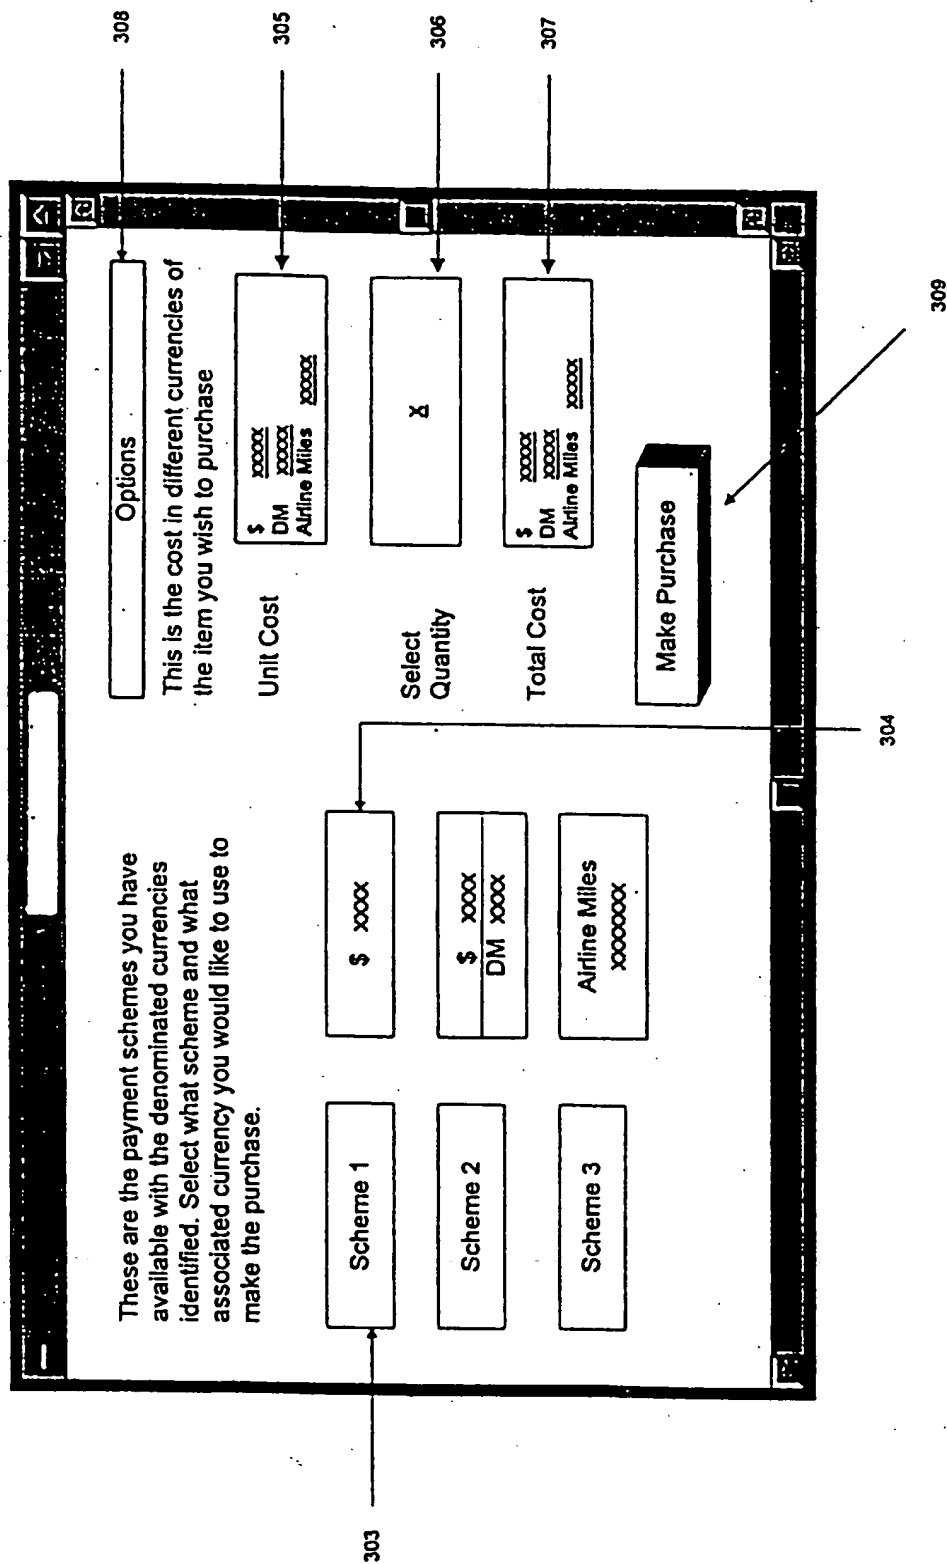 308
305
306
307
Options
This is the cost in different currencies of
the item you wish to purchase
Unit Cost
$ xxxxx
DM xxxxx
Airline Miles xxxxx
Select
Quantity
X
Total Cost
$ xxxxx
DM xxxxx
Airline Miles xxxxx
Make Purchase
309
These are the payment schemes you have
available with the denominated currencies
identified. Select what scheme and what
associated currency you would like to use to
make the purchase.
Scheme 1
$ xxxx
Scheme 2
$ xxxx
DM xxxx
Scheme 3
Airline Miles
xxxxxxx
304
303